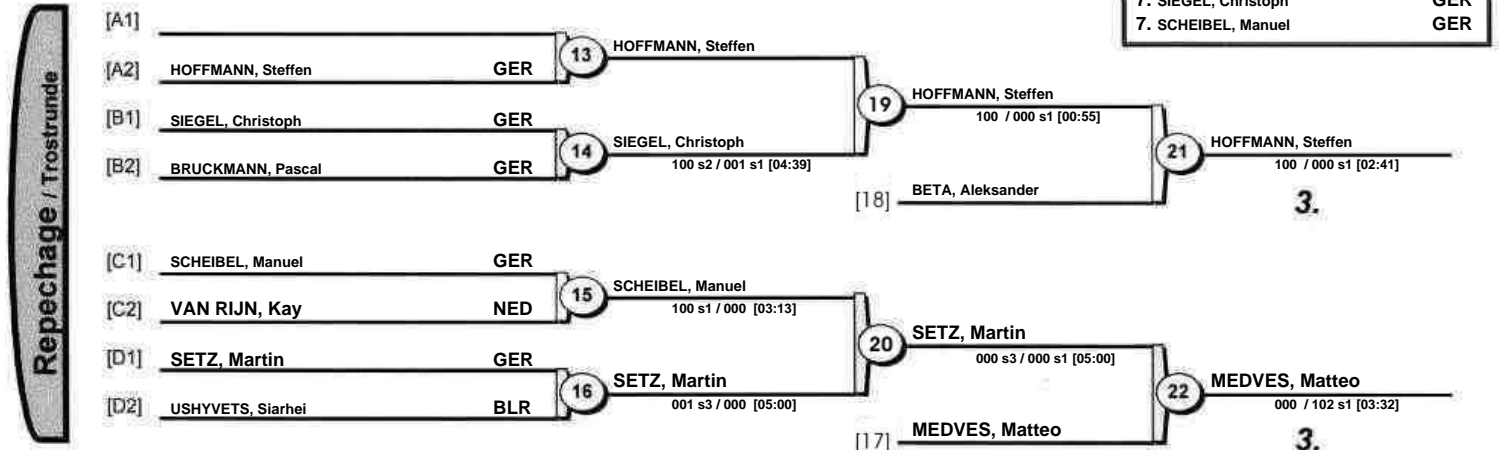 7. SIEGEL, Christoph GER
7. SCHEIBEL, Manuel GER
Repechage / Trostrunde
[A1]
[A2] HOFFMANN, Steffen GER
13 HOFFMANN, Steffen
[B1] SIEGEL, Christoph GER
[B2] BRUCKMANN, Pascal GER
14 SIEGEL, Christoph
100 s2 / 001 s1 [04:39]
19 HOFFMANN, Steffen
100 / 000 s1 [00:55]
[18] BETA, Aleksander
21 HOFFMANN, Steffen
100 / 000 s1 [02:41]
3.
[C1] SCHEIBEL, Manuel GER
[C2] VAN RIJN, Kay NED
15 SCHEIBEL, Manuel
100 s1 / 000 [03:13]
[D1] SETZ, Martin GER
[D2] USHYVETS, Siarhei BLR
16 SETZ, Martin
001 s3 / 000 [05:00]
20 SETZ, Martin
000 s3 / 000 s1 [05:00]
[17] MEDVES, Matteo
22 MEDVES, Matteo
000 / 102 s1 [03:32]
3.